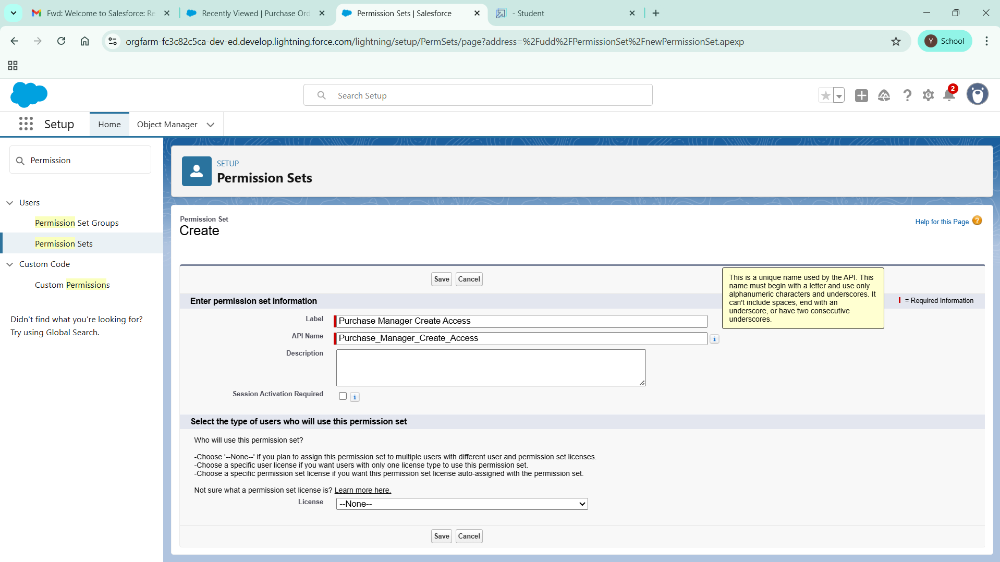 Fwd: Welcome to Salesforce: Re
Recently Viewed | Purchase Ord
Permission Sets | Salesforce
- Student
orgfarm-fc3c82c5ca-dev-ed.develop.lightning.force.com/lightning/setup/PermSets/page?address=%2Fudd%2FPermissionSet%2FnewPermissionSet.apexp
Y School
Search Setup
2
Setup
Home
Object Manager
Permission
Users
Permission Set Groups
Permission Sets
Custom Code
Custom Permissions
Didn't find what you're looking for?
Try using Global Search.
SETUP
Permission Sets
Permission Set
Create
Help for this Page ?
Save Cancel
This is a unique name used by the API. This
name must begin with a letter and use only
alphanumeric characters and underscores. It
can't include spaces, end with an
underscore, or have two consecutive
underscores.
Enter permission set information
= Required Information
Label Purchase Manager Create Access
API Name Purchase_Manager_Create_Access i
Description
Session Activation Required i
Select the type of users who will use this permission set
Who will use this permission set?
-Choose '--None--' if you plan to assign this permission set to multiple users with different user and permission set licenses.
-Choose a specific user license if you want users with only one license type to use this permission set.
-Choose a specific permission set license if you want this permission set license auto-assigned with the permission set.
Not sure what a permission set license is? Learn more here.
License --None--
Save Cancel